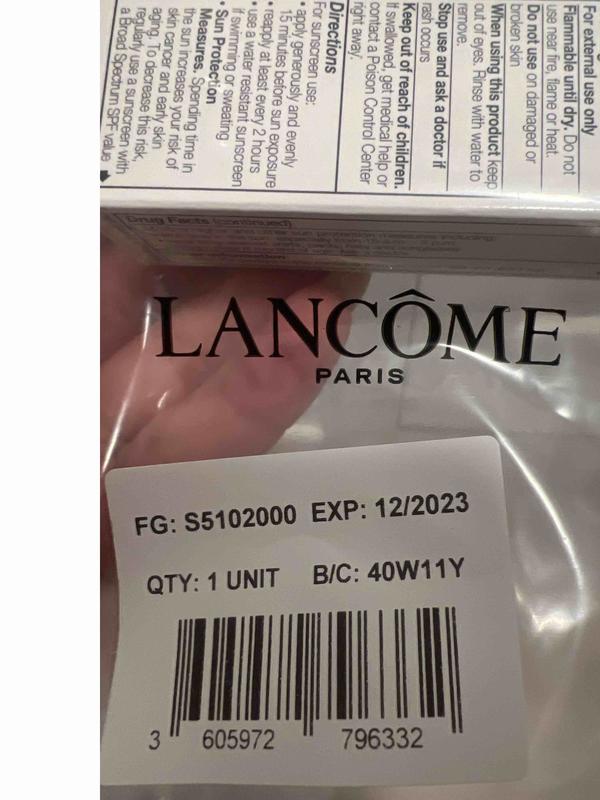 For external use only
Flammable until dry. Do not
use near fire, flame or heat.
Do not use on damaged or
broken skin
When using this product keep
out of eyes. Rinse with water to
remove.
Stop use and ask a doctor if
rash occurs
Keep out of reach of children.
If swallowed, get medical help or
contact a Poison Control Center
right away.
Directions
For sunscreen use:
• apply generously and evenly
15 minutes before sun exposure
• reapply at least every 2 hours
• use a water resistant sunscreen
if swimming or sweating
• Sun Protection
Measures. Spending time in
the sun increases your risk of
skin cancer and early skin
aging. To decrease this risk,
regularly use a sunscreen with
a Broad Spectrum SPF value
Drug Facts (continued)
LANCÔME
PARIS
FG: S5102000 EXP: 12/2023
QTY: 1 UNIT B/C: 40W11Y
3 605972 796332